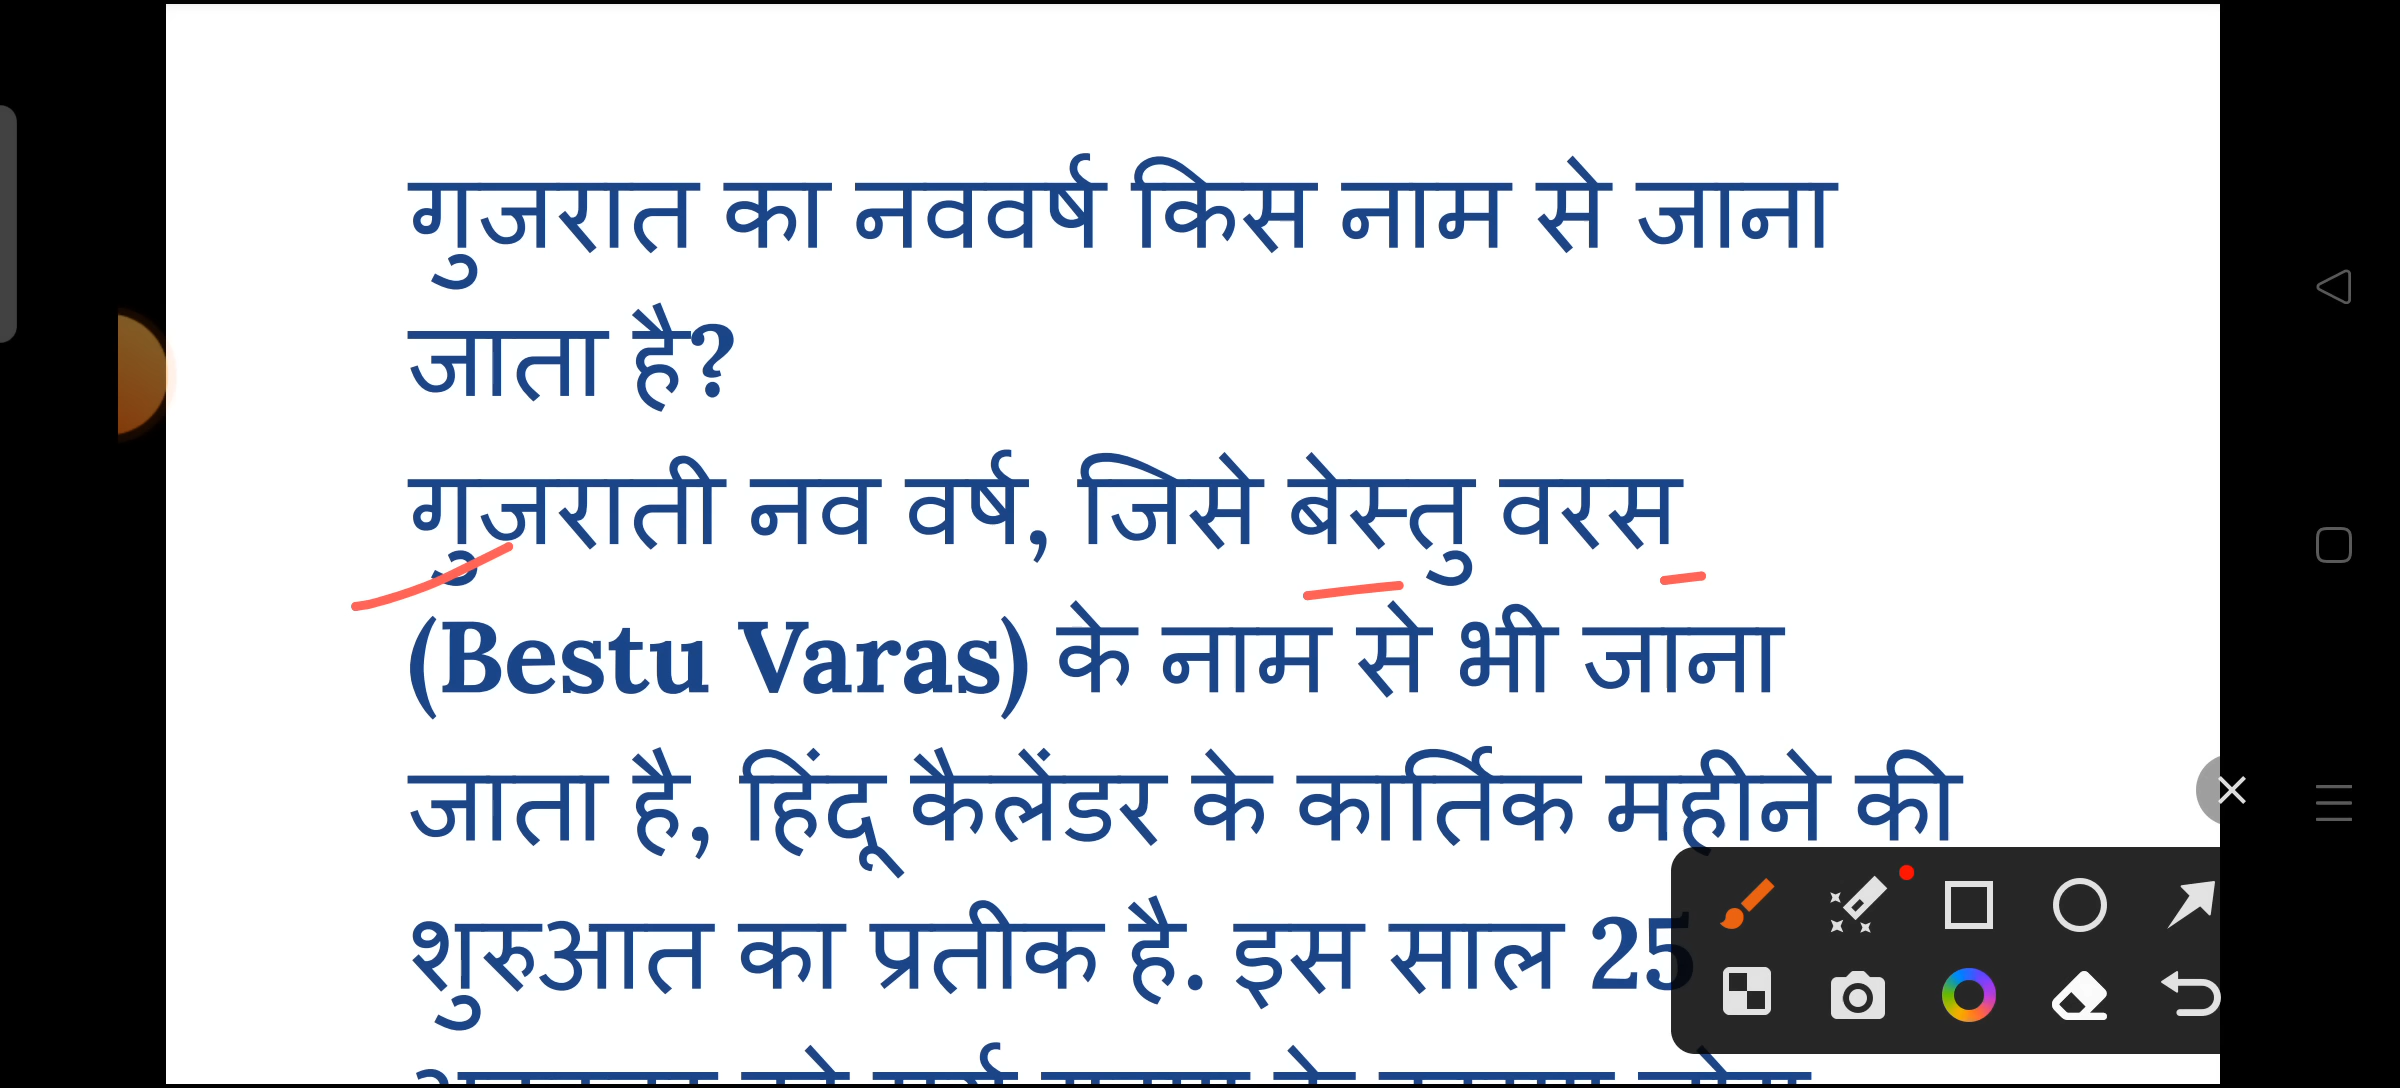 गुजरात का नववर्ष किस नाम से जाना
जाता है?
गुजराती नव वर्ष, जिसे बेस्तु वरस
(Bestu Varas) के नाम से भी जाना
जाता है, हिंदू कैलेंडर के कार्तिक महीने की
शुरुआत का प्रतीक है. इस साल 25